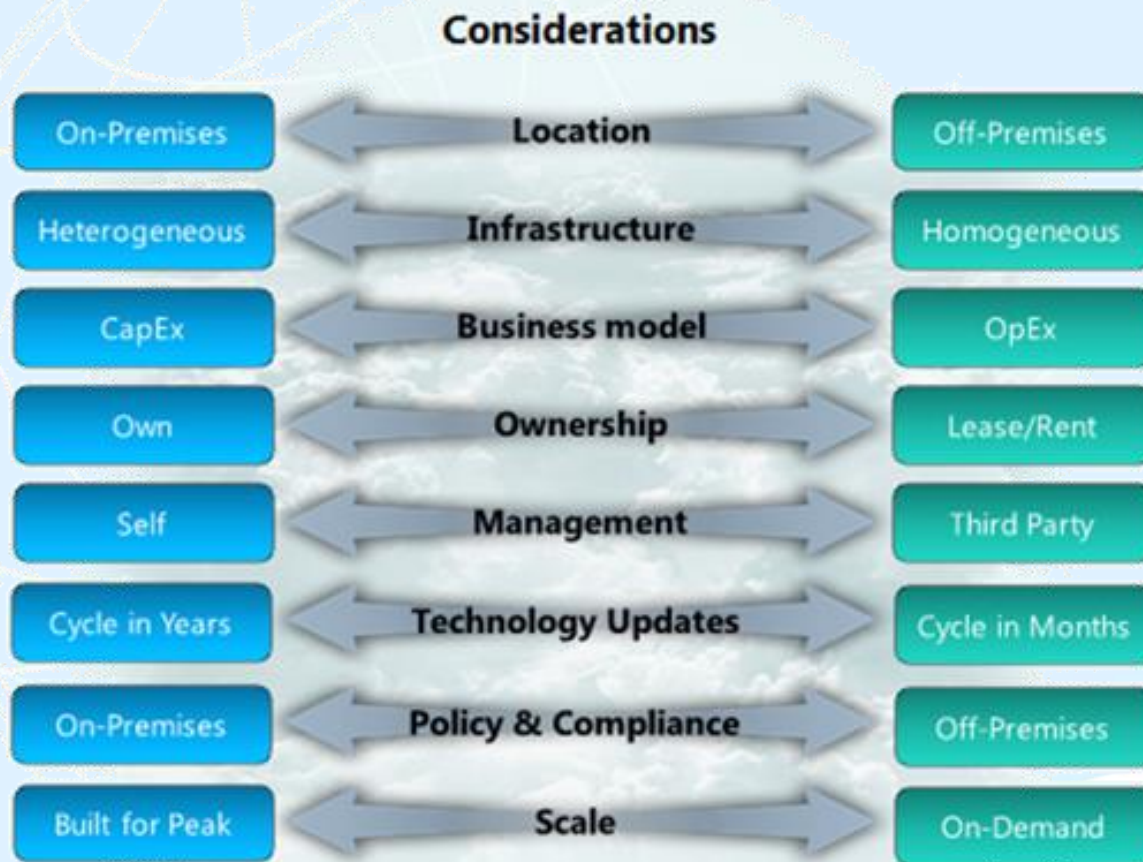 Considerations
On-Premises Location Off-Premises
Heterogeneous Infrastructure Homogeneous
CapEx Business model OpEx
Own Ownership Lease/Rent
Self Management Third Party
Cycle in Years Technology Updates Cycle in Months
On-Premises Policy & Compliance Off-Premises
Built for Peak Scale On-Demand